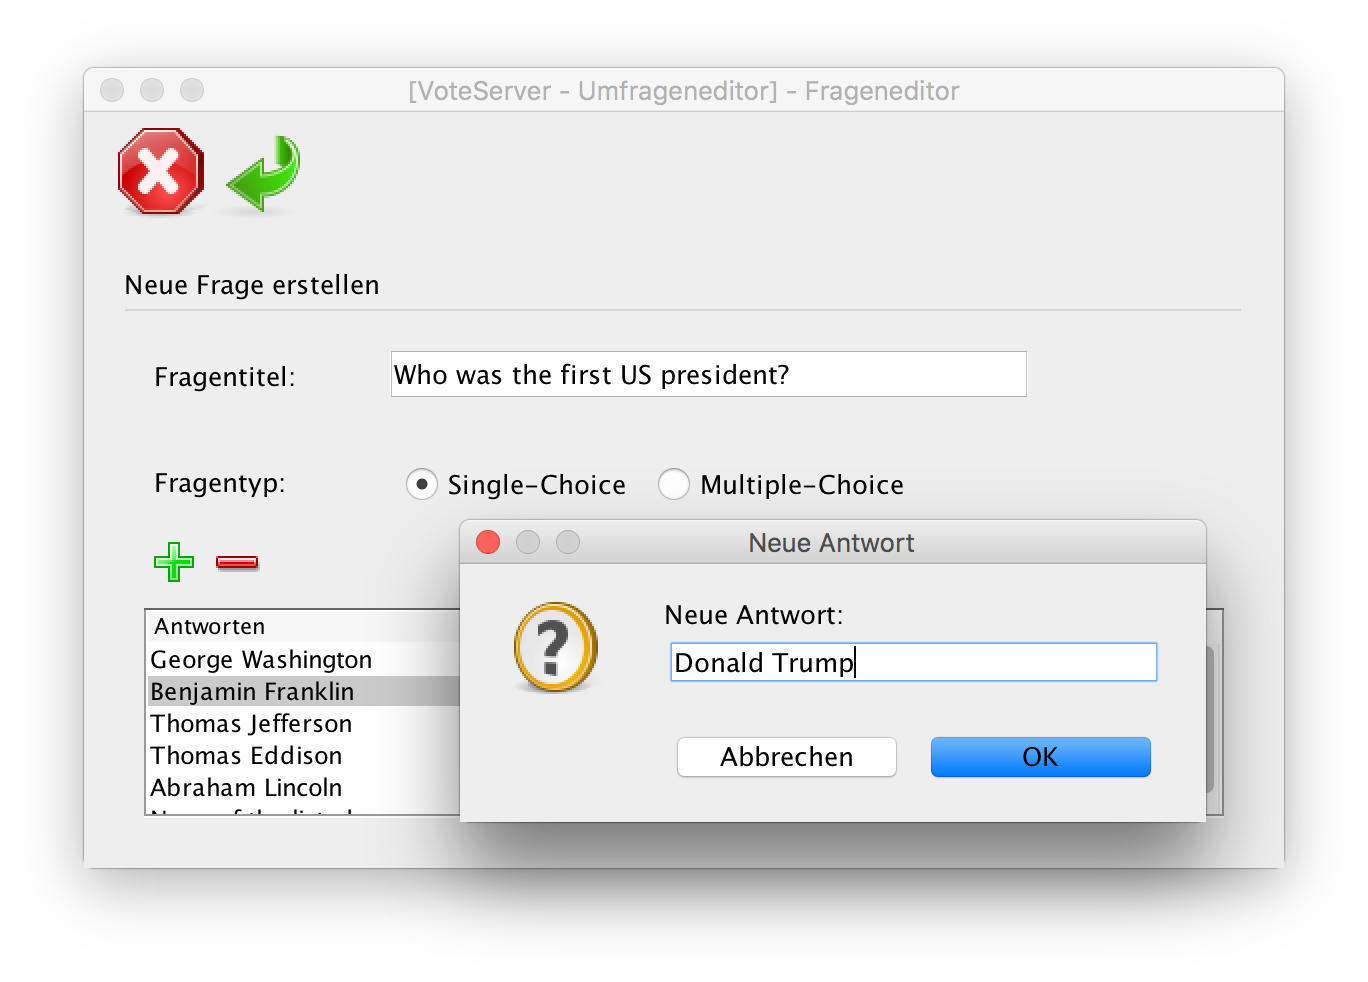 [VoteServer - Umfrageneditor] - Frageneditor
Neue Frage erstellen
Fragentitel:
Who was the first US president?
Fragentyp:
Single-Choice
Multiple-Choice
Antworten
George Washington
Benjamin Franklin
Thomas Jefferson
Thomas Eddison
Abraham Lincoln
Neue Antwort
Neue Antwort:
Donald Trump
Abbrechen
OK